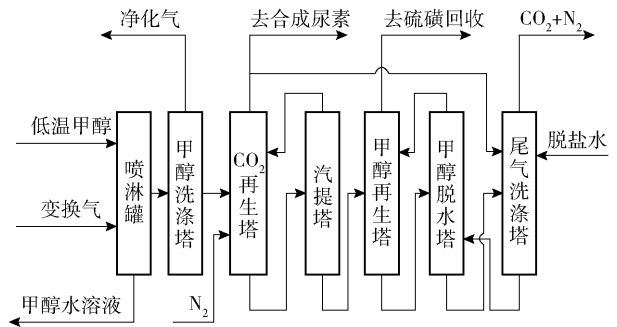 净化气
去合成尿素
去硫磺回收
CO₂+N₂
低温甲醇
变换气
甲醇水溶液
N₂
喷淋罐
甲醇洗涤塔
CO₂再生塔
汽提塔
甲醇再生塔
甲醇脱水塔
尾气洗涤塔
脱盐水